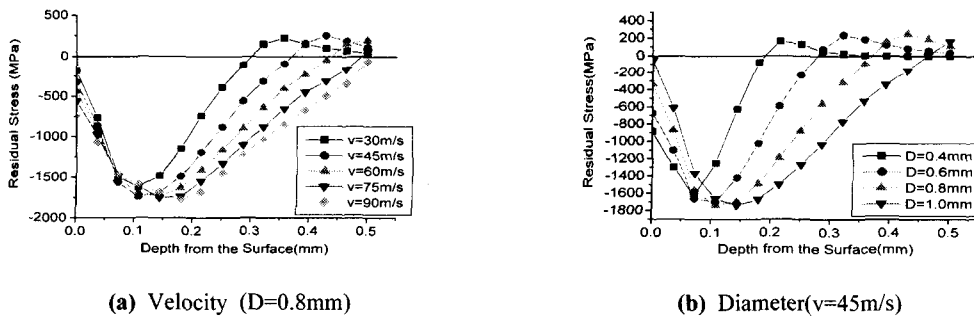 Residual Stress (MPa)
500
0
-500
-1000
-1500
-2000
v=30m/s
v=45m/s
v=60m/s
v=75m/s
v=90m/s
0.0 0.1 0.2 0.3 0.4 0.5
Depth from the Surface(mm)
(a) Velocity (D=0.8mm)
Residual Stress(MPa)
400
200
0
-200
-400
-600
-800
-1000
-1200
-1400
-1600
-1800
D=0.4mm
D=0.6mm
D=0.8mm
D=1.0mm
0.0 0.1 0.2 0.3 0.4 0.5
Depth from the Surface(mm)
(b) Diameter(v=45m/s)